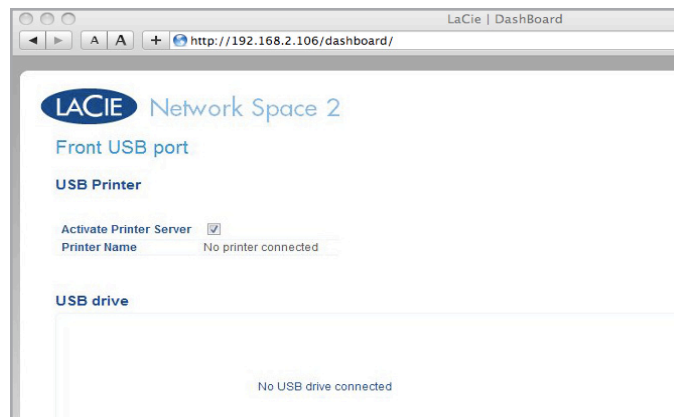 LaCie | DashBoard
A A + http://192.168.2.106/dashboard/
LACIE Network Space 2
Front USB port
USB Printer
Activate Printer Server
Printer Name No printer connected
USB drive
No USB drive connected